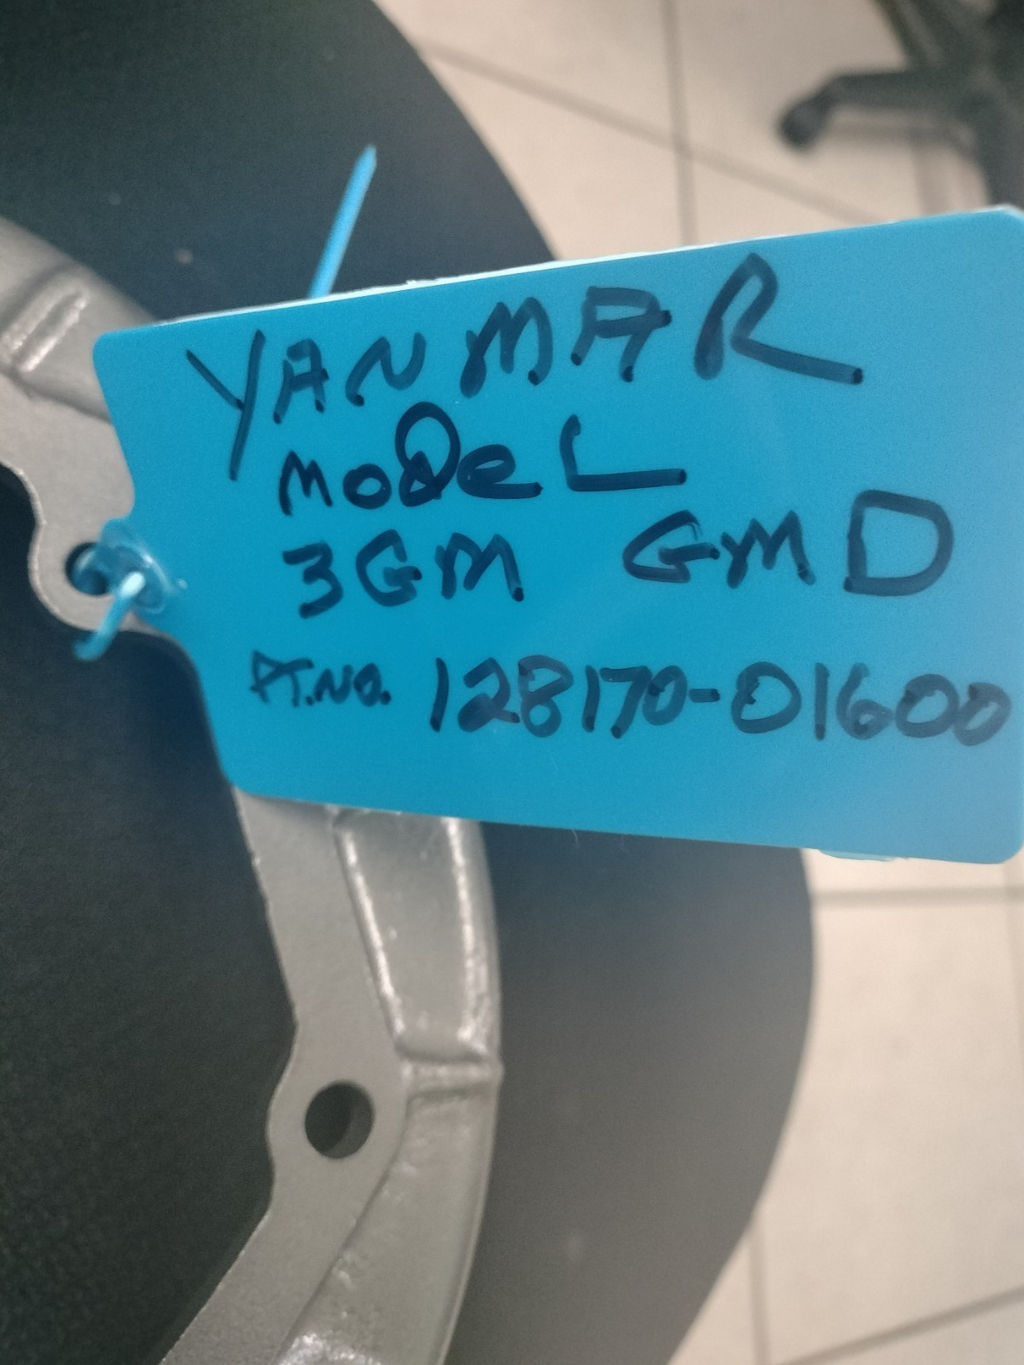 YANMAR
MODeL
3GM GMD
PT.NO. 128170-01600